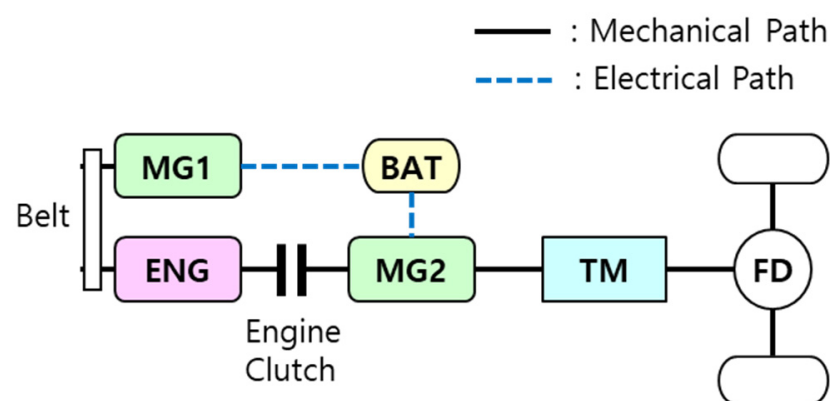 : Mechanical Path
: Electrical Path
MG1
BAT
Belt
ENG
MG2
TM
FD
Engine
Clutch